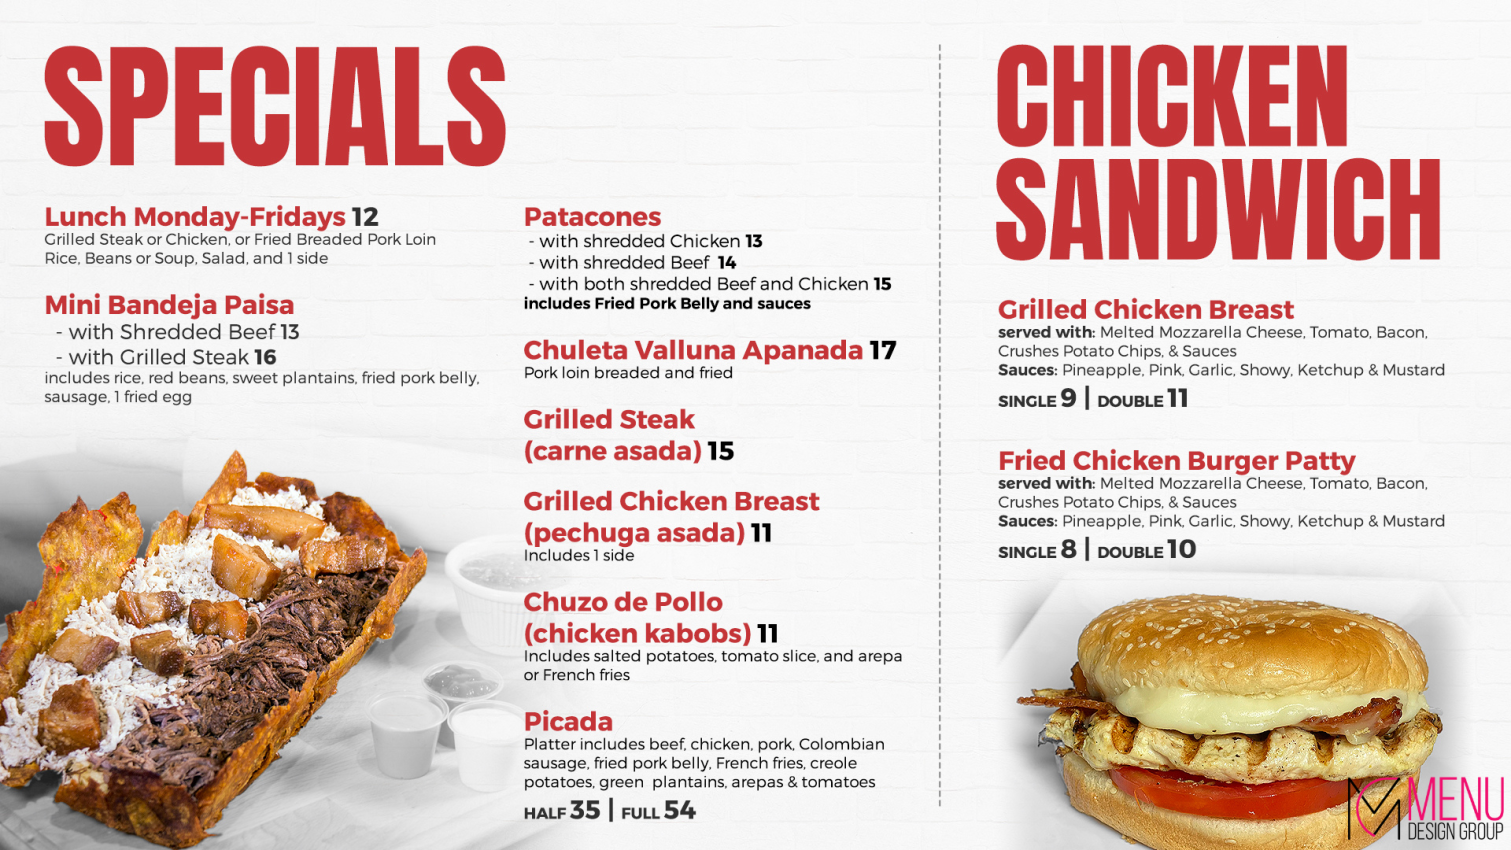 SPECIALS
Lunch Monday-Fridays 12
Grilled Steak or Chicken, or Fried Breaded Pork Loin
Rice, Beans or Soup, Salad, and 1 side
Mini Bandeja Paisa
- with Shredded Beef 13
- with Grilled Steak 16
includes rice, red beans, sweet plantains, fried pork belly,
sausage, 1 fried egg
Patacones
- with shredded Chicken 13
- with shredded Beef 14
- with both shredded Beef and Chicken 15
includes Fried Pork Belly and sauces
Chuleta Valluna Apanada 17
Pork loin breaded and fried
Grilled Steak
(carne asada) 15
Grilled Chicken Breast
(pechuga asada) 11
Includes 1 side
Chuzo de Pollo
(chicken kabobs) 11
Includes salted potatoes, tomato slice, and arepa
or French fries
Picada
Platter includes beef, chicken, pork, Colombian
sausage, fried pork belly, French fries, creole
potatoes, green plantains, arepas & tomatoes
HALF 35 | FULL 54
CHICKEN
SANDWICH
Grilled Chicken Breast
served with: Melted Mozzarella Cheese, Tomato, Bacon,
Crushes Potato Chips, & Sauces
Sauces: Pineapple, Pink, Garlic, Showy, Ketchup & Mustard
SINGLE 9 | DOUBLE 11
Fried Chicken Burger Patty
served with: Melted Mozzarella Cheese, Tomato, Bacon,
Crushes Potato Chips, & Sauces
Sauces: Pineapple, Pink, Garlic, Showy, Ketchup & Mustard
SINGLE 8 | DOUBLE 10
MENU
DESIGN GROUP